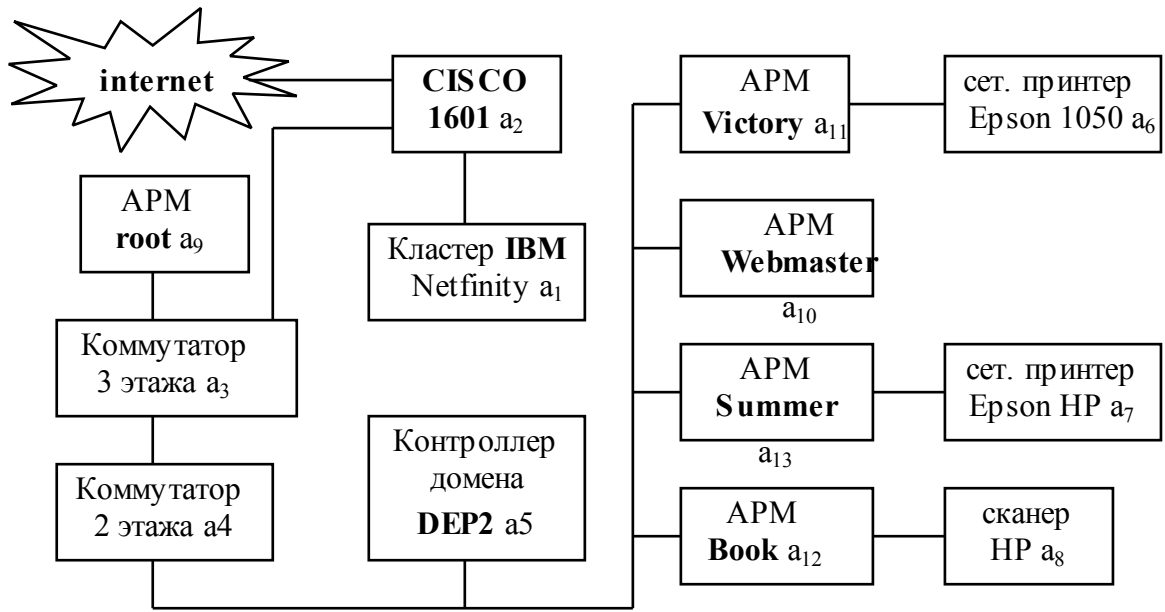 internet
CISCO
1601 a₂
АРМ
root a₉
Кластер IBM
Netfinity a₁
Коммутатор
3 этажа a₃
Коммутатор
2 этажа а4
Контроллер
домена
DEP2 а5
АРМ
Victory a₁₁
сет. принтер
Epson 1050 a₆
АРМ
Webmaster
a₁₀
АРМ
Summer
a₁₃
сет. принтер
Epson HP a₇
АРМ
Book a₁₂
сканер
HP a₈